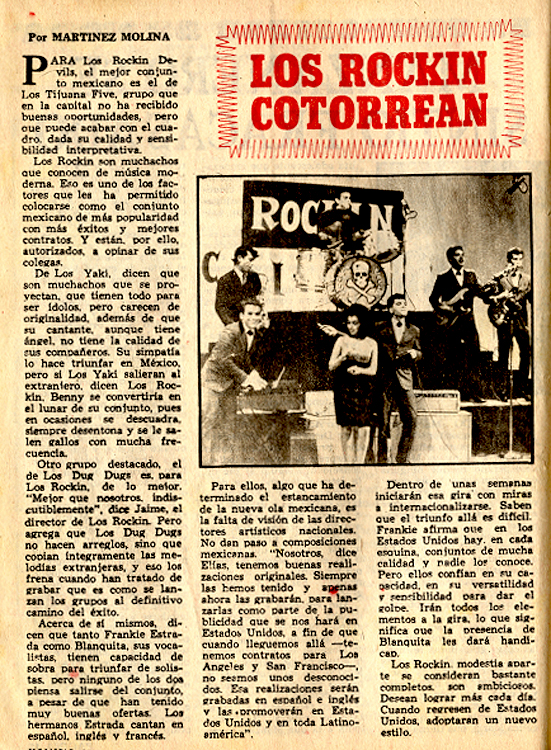 Por MARTINEZ MOLINA
LOS ROCKIN
COTORREAN
PARA Los Rockin De-
vils, el mejor conjun-
to mexicano es el de
Los Tijuana Five, grupo que
en la capital no ha recibido
buenas oportunidades, pero
que puede acabar con el cua-
dro, dada su calidad y sensi-
bilidad interpretativa.
Los Rockin son muchachos
que conocen de música mo-
derna. Eso es uno de los fac-
tores que les ha permitido
colocarse como el conjunto
mexicano de más popularidad
con más éxitos y mejores
contratos. Y están, por ello,
autorizados, a opinar de sus
colegas.
De Los Yaki, dicen que
son muchachos que se pro-
yectan, que tienen todo para
ser ídolos, pero carecen de
originalidad, además de que
su cantante, aunque tiene
ángel, no tiene la calidad de
sus compañeros. Su simpatía
lo hace triunfar en México,
pero si Los Yaki salieran al
extranjero, dicen Los Roc-
kin, Benny se convertiría en
el lunar de su conjunto, pues
en ocasiones se descuadra,
siempre desentona y se le sa-
len gallos con mucha fre-
cuencia.
Otro grupo destacado, el
de Los Dug Dugs es, para
Los Rockin, de lo mejor.
"Mejor que nosotros, indis-
cutiblemente", dice Jaime, el
director de Los Rockin. Pero
agrega que Los Dug Dugs
no hacen arreglos, sino que
copian íntegramente las me-
lodías extranjeras, y eso los
frena cuando han tratado de
grabar que es como se lan-
zan los grupos al definitivo
camino del éxito.
Acerca de sí mismos, di-
cen que tanto Frankie Estra-
da como Blanquita, sus voca-
listas, tienen capacidad de
sobra para triunfar de solis-
tas, pero ninguno de los dos
piensa salirse del conjunto,
a pesar de que han tenido
muy buenas ofertas. Los
hermanos Estrada cantan en
español, inglés y francés.
ROCKIN
Para ellos, algo que ha de-
terminado el estancamiento
de la nueva ola mexicana, es
la falta de visión de las direc-
tores artísticos nacionales.
No dan paso a composiciones
mexicanas. "Nosotros, dice
Elías, tenemos buenas reali-
zaciones originales. Siempre
las hemos tenido y apenas
ahora las grabarán, para lan-
zarlas como parte de la pu-
blicidad que se nos hará en
Estados Unidos, a fin de que
cuando lleguemos allá —te-
nemos contratos para Los
Angeles y San Francisco—,
no seamos unos desconoci-
dos. Esa realizaciones serán
grabadas en español e inglés
y las promoverán en Esta-
dos Unidos y en toda Latino-
américa".
Dentro de unas semanas
iniciarán esa gira con miras
a internacionalizarse. Saben
que el triunfo allá es difícil.
Frankie afirma que en los
Estados Unidos hay, en cada
esquina, conjuntos de mucha
calidad y nadie los conoce.
Pero ellos confían en su ca-
pacidad, en su versatilidad
y sensibilidad para dar el
golpe. Irán todos los ele-
mentos a la gira, lo que sig-
nifica que la presencia de
Blanquita les dará handi-
cap.
Los Rockin, modestia apar-
te se consideran bastante
completos, son ambiciosos.
Desean lograr más cada día.
Cuando regresen de Estados
Unidos, adoptarán un nuevo
estilo.